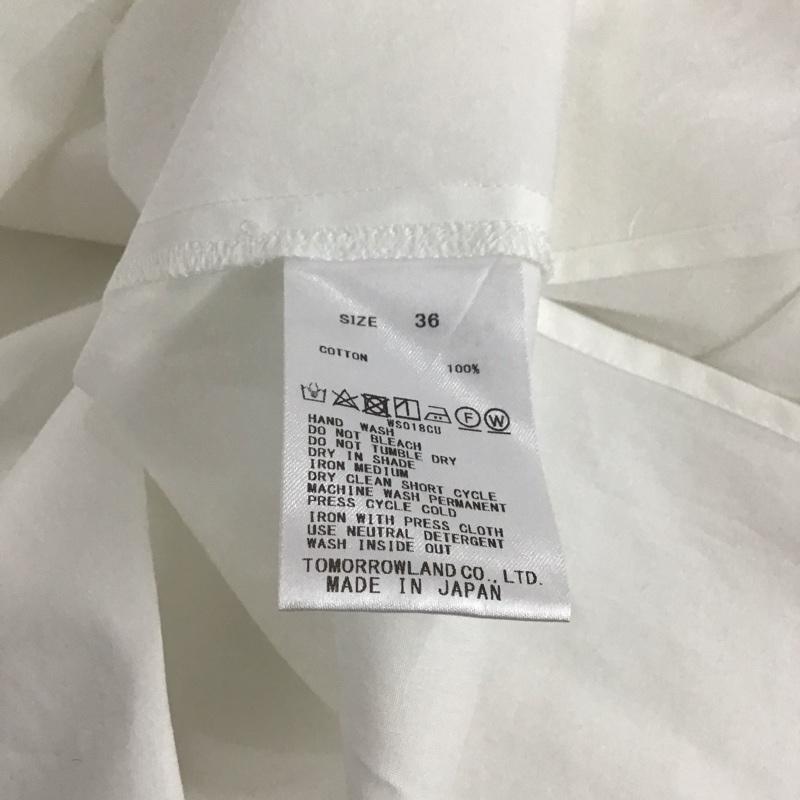 SIZE 36
COTTON 100%
F W
WS018CU
HAND WASH
DO NOT BLEACH
DO NOT TUMBLE DRY
DRY IN SHADE
IRON MEDIUM
DRY CLEAN SHORT CYCLE
MACHINE WASH PERMANENT
PRESS CYCLE COLD
IRON WITH PRESS CLOTH
USE NEUTRAL DETERGENT
WASH INSIDE OUT
TOMORROWLAND CO., LTD.
MADE IN JAPAN